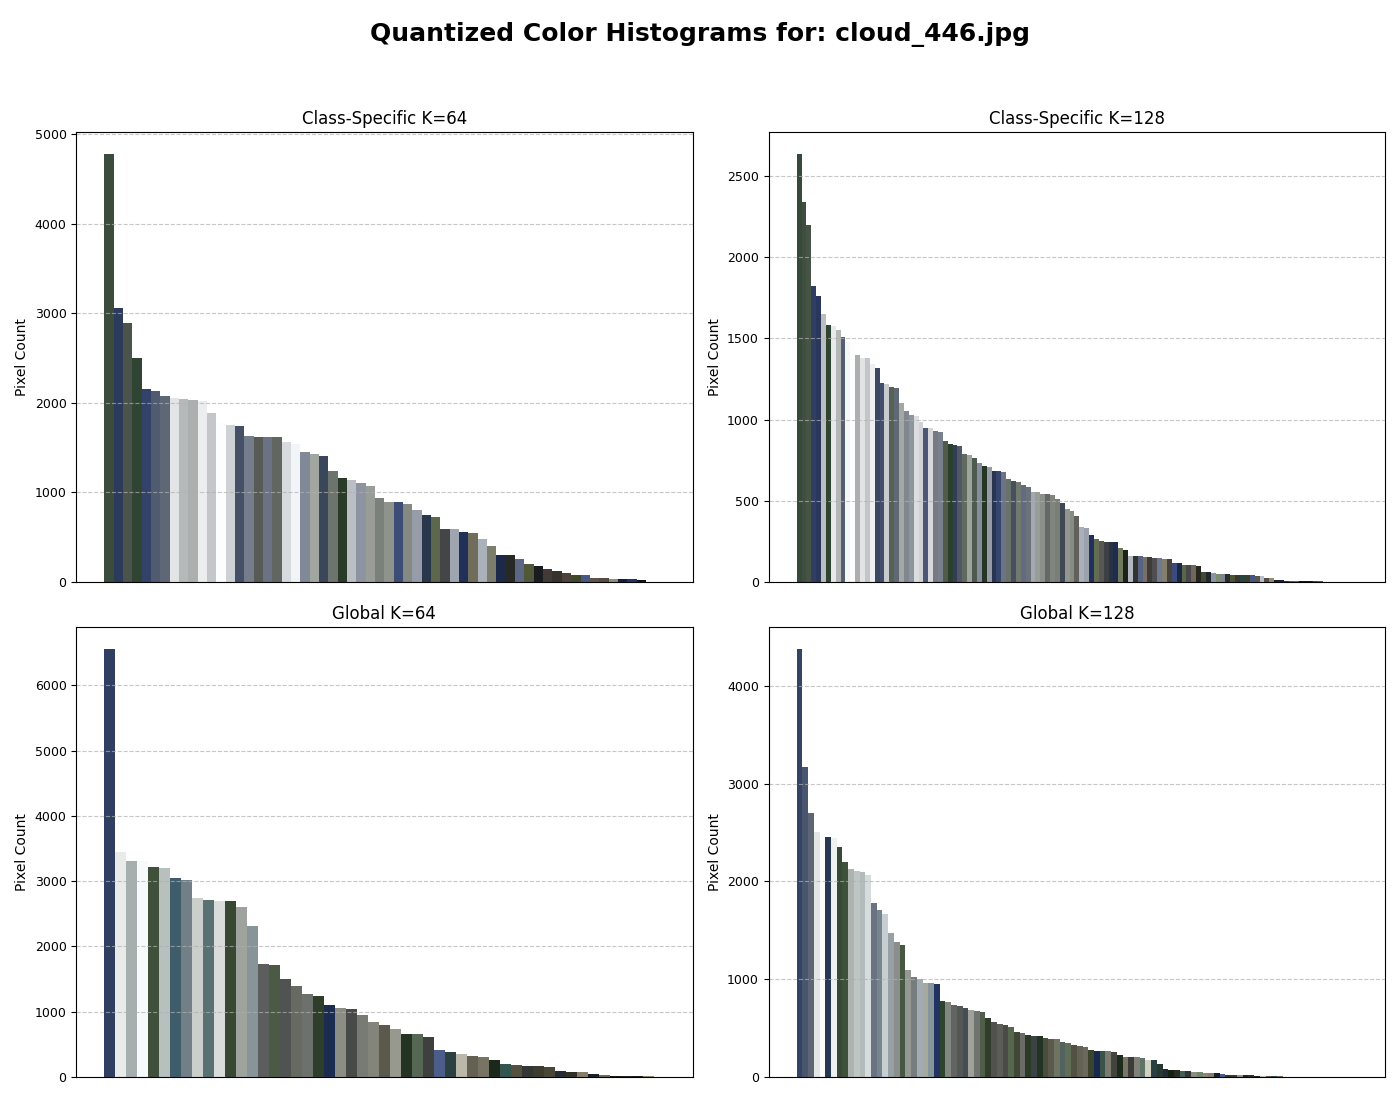 Quantized Color Histograms for: cloud_446.jpg
Class-Specific K=64
Pixel Count
5000
4000
3000
2000
1000
0
Class-Specific K=128
Pixel Count
2500
2000
1500
1000
500
0
Global K=64
Pixel Count
6000
5000
4000
3000
2000
1000
0
Global K=128
Pixel Count
4000
3000
2000
1000
0